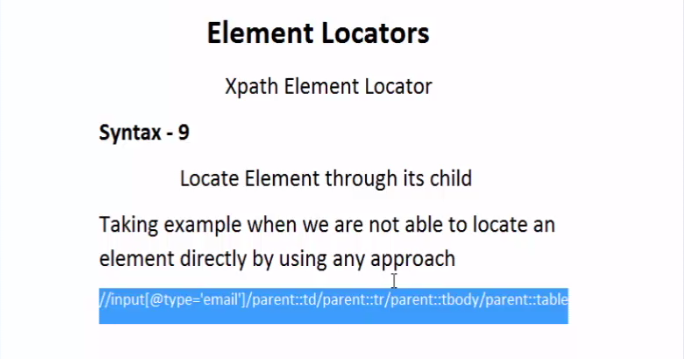 Element Locators
Xpath Element Locator
Syntax - 9
Locate Element through its child
Taking example when we are not able to locate an
element directly by using any approach
//input[@type='email']/parent::td/parent::tr/parent::tbody/parent::table